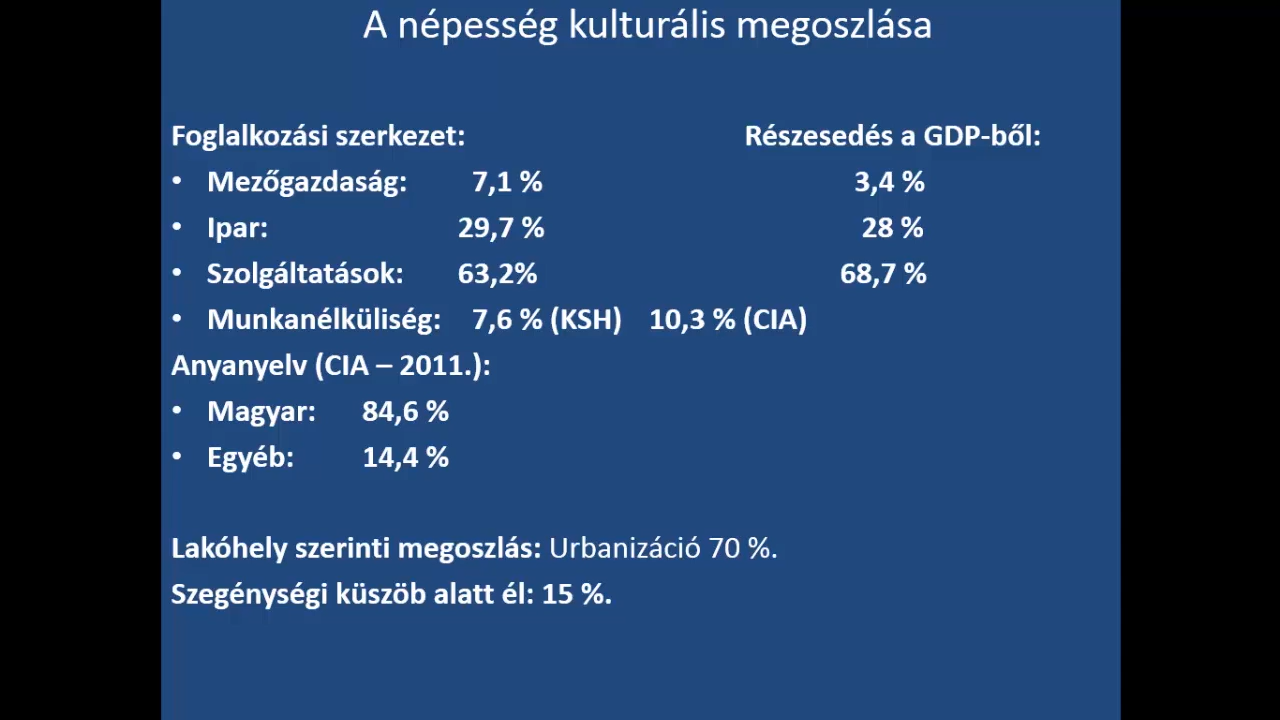 A népesség kulturális megoszlása
Foglalkozási szerkezet: Részesedés a GDP-ből:
• Mezőgazdaság: 7,1 % 3,4 %
• Ipar: 29,7 % 28 %
• Szolgáltatások: 63,2% 68,7 %
• Munkanélküliség: 7,6 % (KSH) 10,3 % (CIA)
Anyanyelv (CIA – 2011.):
• Magyar: 84,6 %
• Egyéb: 14,4 %
Lakóhely szerinti megoszlás: Urbanizáció 70 %.
Szegénységi küszöb alatt él: 15 %.